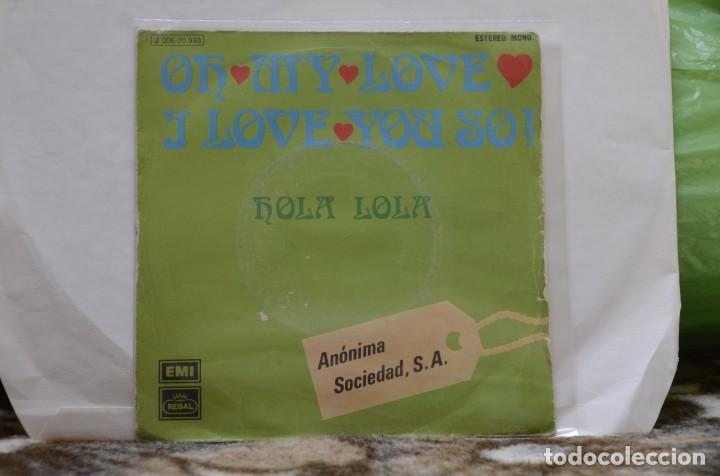 J 006-20.993
ESTEREO-MONO
OH MY LOVE
I LOVE YOU SO!
HOLA LOLA
Anónima
Sociedad, S.A.
EMI
REGAL
todocoleccion